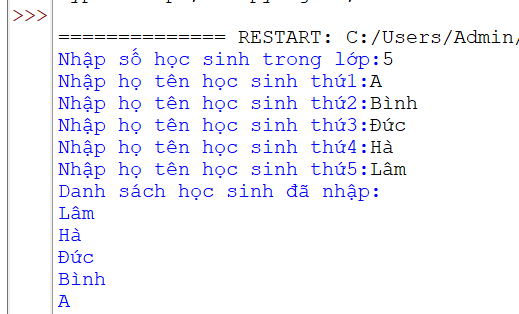 >>>
============== RESTART: C:/Users/Admin/
Nhập số học sinh trong lớp:5
Nhập họ tên học sinh thứ1:A
Nhập họ tên học sinh thứ2:Bình
Nhập họ tên học sinh thứ3:Đức
Nhập họ tên học sinh thứ4:Hà
Nhập họ tên học sinh thứ5:Lâm
Danh sách học sinh đã nhập:
Lâm
Hà
Đức
Bình
A